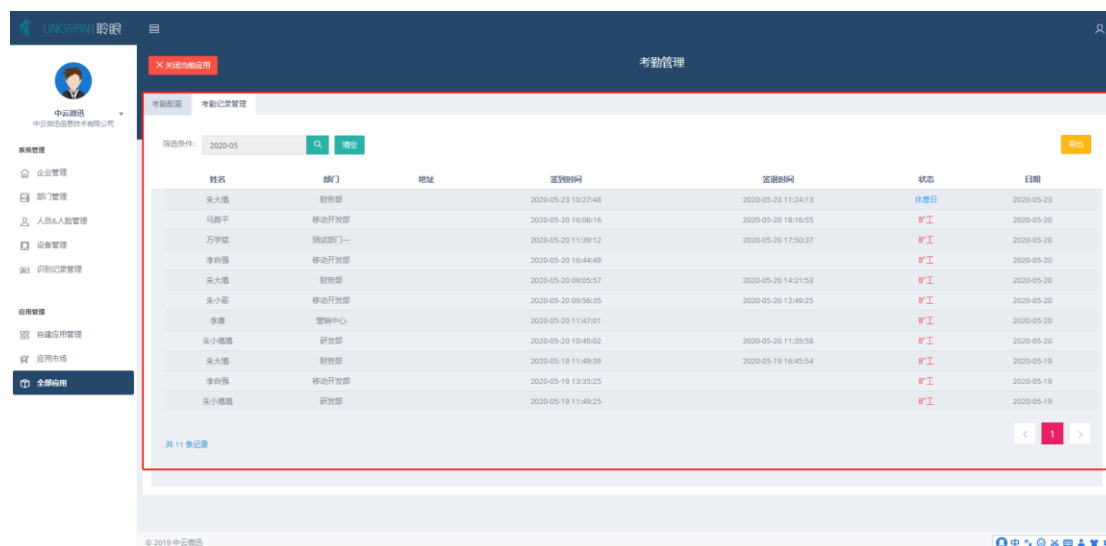 LINGYAN|聆眼
× 关闭当前应用
考勤管理
中云微迅
中云微迅信息技术有限公司
系统管理
企业管理
部门管理
人员&人脸管理
设备管理
识别记录管理
应用管理
自建应用管理
应用市场
全部应用
考勤配置 考勤记录管理
筛选条件: 2020-05 清空 导出
姓名 部门 地址 签到时间 签退时间 状态 日期
朱大 财务部 2020-05-23 10:27:48 2020-05-23 11:24:13 休息日 2020-05-23
马路平 移动开发部 2020-05-20 16:06:16 2020-05-20 18:16:55 旷工 2020-05-20
万学斌 测试部门一 2020-05-20 11:39:12 2020-05-20 17:50:37 旷工 2020-05-20
李自强 移动开发部 2020-05-20 16:44:49 旷工 2020-05-20
朱大 财务部 2020-05-20 09:05:57 2020-05-20 14:21:53 旷工 2020-05-20
朱小哥 移动开发部 2020-05-20 09:56:35 2020-05-20 12:49:25 旷工 2020-05-20
李康 营销中心 2020-05-20 11:47:01 旷工 2020-05-20
朱小 研发部 2020-05-20 10:45:02 2020-05-20 11:35:58 旷工 2020-05-20
朱大 财务部 2020-05-19 11:49:39 2020-05-19 16:45:54 旷工 2020-05-19
李自强 移动开发部 2020-05-19 13:35:25 旷工 2020-05-19
朱小 研发部 2020-05-19 11:49:25 旷工 2020-05-19
共 11 条记录
< 1 >
© 2019 中云微迅
中